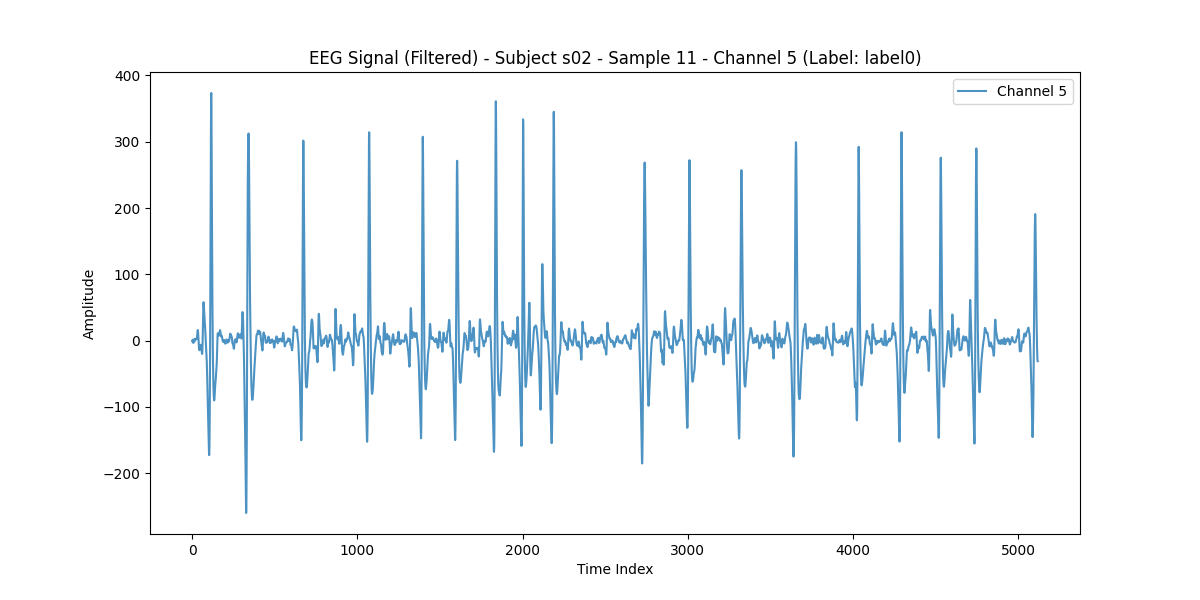 EEG Signal (Filtered) - Subject s02 - Sample 11 - Channel 5 (Label: label0)
Channel 5
400
300
200
100
0
−100
−200
Amplitude
0 1000 2000 3000 4000 5000
Time Index